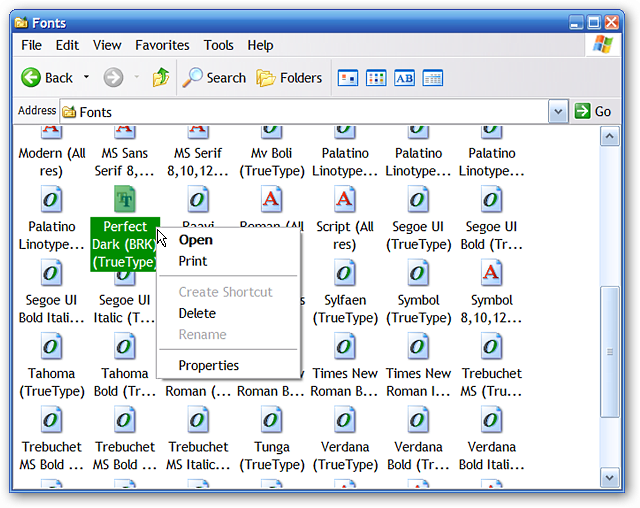 Fonts
File Edit View Favorites Tools Help
Back Search Folders
Address Fonts Go
Modern (All MS Sans MS Serif Mv Boli Palatino Palatino Palatino
res) Serif 8,... 8,10,12... (TrueType) Linotype... Linotype... Linotype...
Palatino Perfect Raavi Roman (All Script (All Segoe UI Segoe UI
Linotype... Dark (BRK) res) (TrueType) Bold (Tr...
(TrueType)
Open
Print
Create Shortcut
Delete
Rename
Properties
Segoe UI Segoe UI Sylfaen Symbol Symbol
Bold Itali... Italic (T... (TrueType) (TrueType) 8,10,12...
Tahoma Tahoma Times New Times New Trebuchet
(TrueType) Bold (Tr... Roman (... Roman B... Roman B... Roman I... MS (Tru...
Trebuchet Trebuchet Trebuchet Tunga Verdana Verdana Verdana
MS Bold ... MS Bold ... MS Italic... (TrueType) (TrueType) Bold (Tr... Bold Itali...